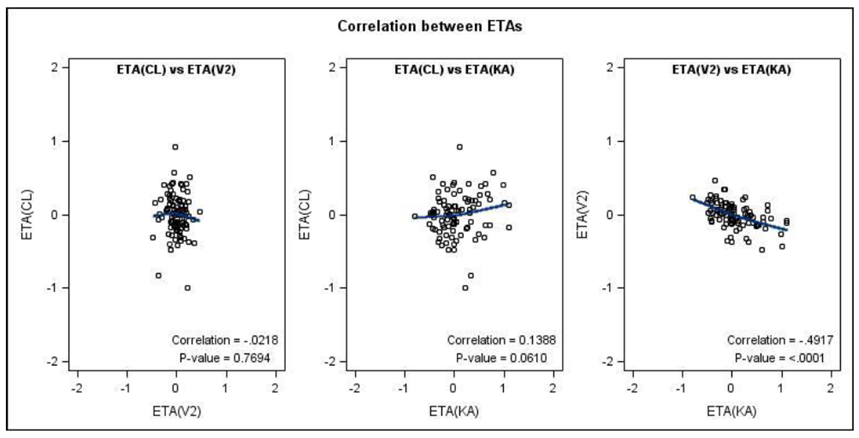 Correlation between ETAs
ETA(CL) vs ETA(V2)
2
1
0
-1
-2
ETA(CL)
Correlation = -.0218
P-value = 0.7694
-2 -1 0 1 2
ETA(V2)
ETA(CL) vs ETA(KA)
2
1
0
-1
-2
ETA(CL)
Correlation = 0.1388
P-value = 0.0610
-2 -1 0 1 2
ETA(KA)
ETA(V2) vs ETA(KA)
2
1
0
-1
-2
ETA(V2)
Correlation = -.4917
P-value = <.0001
-2 -1 0 1 2
ETA(KA)